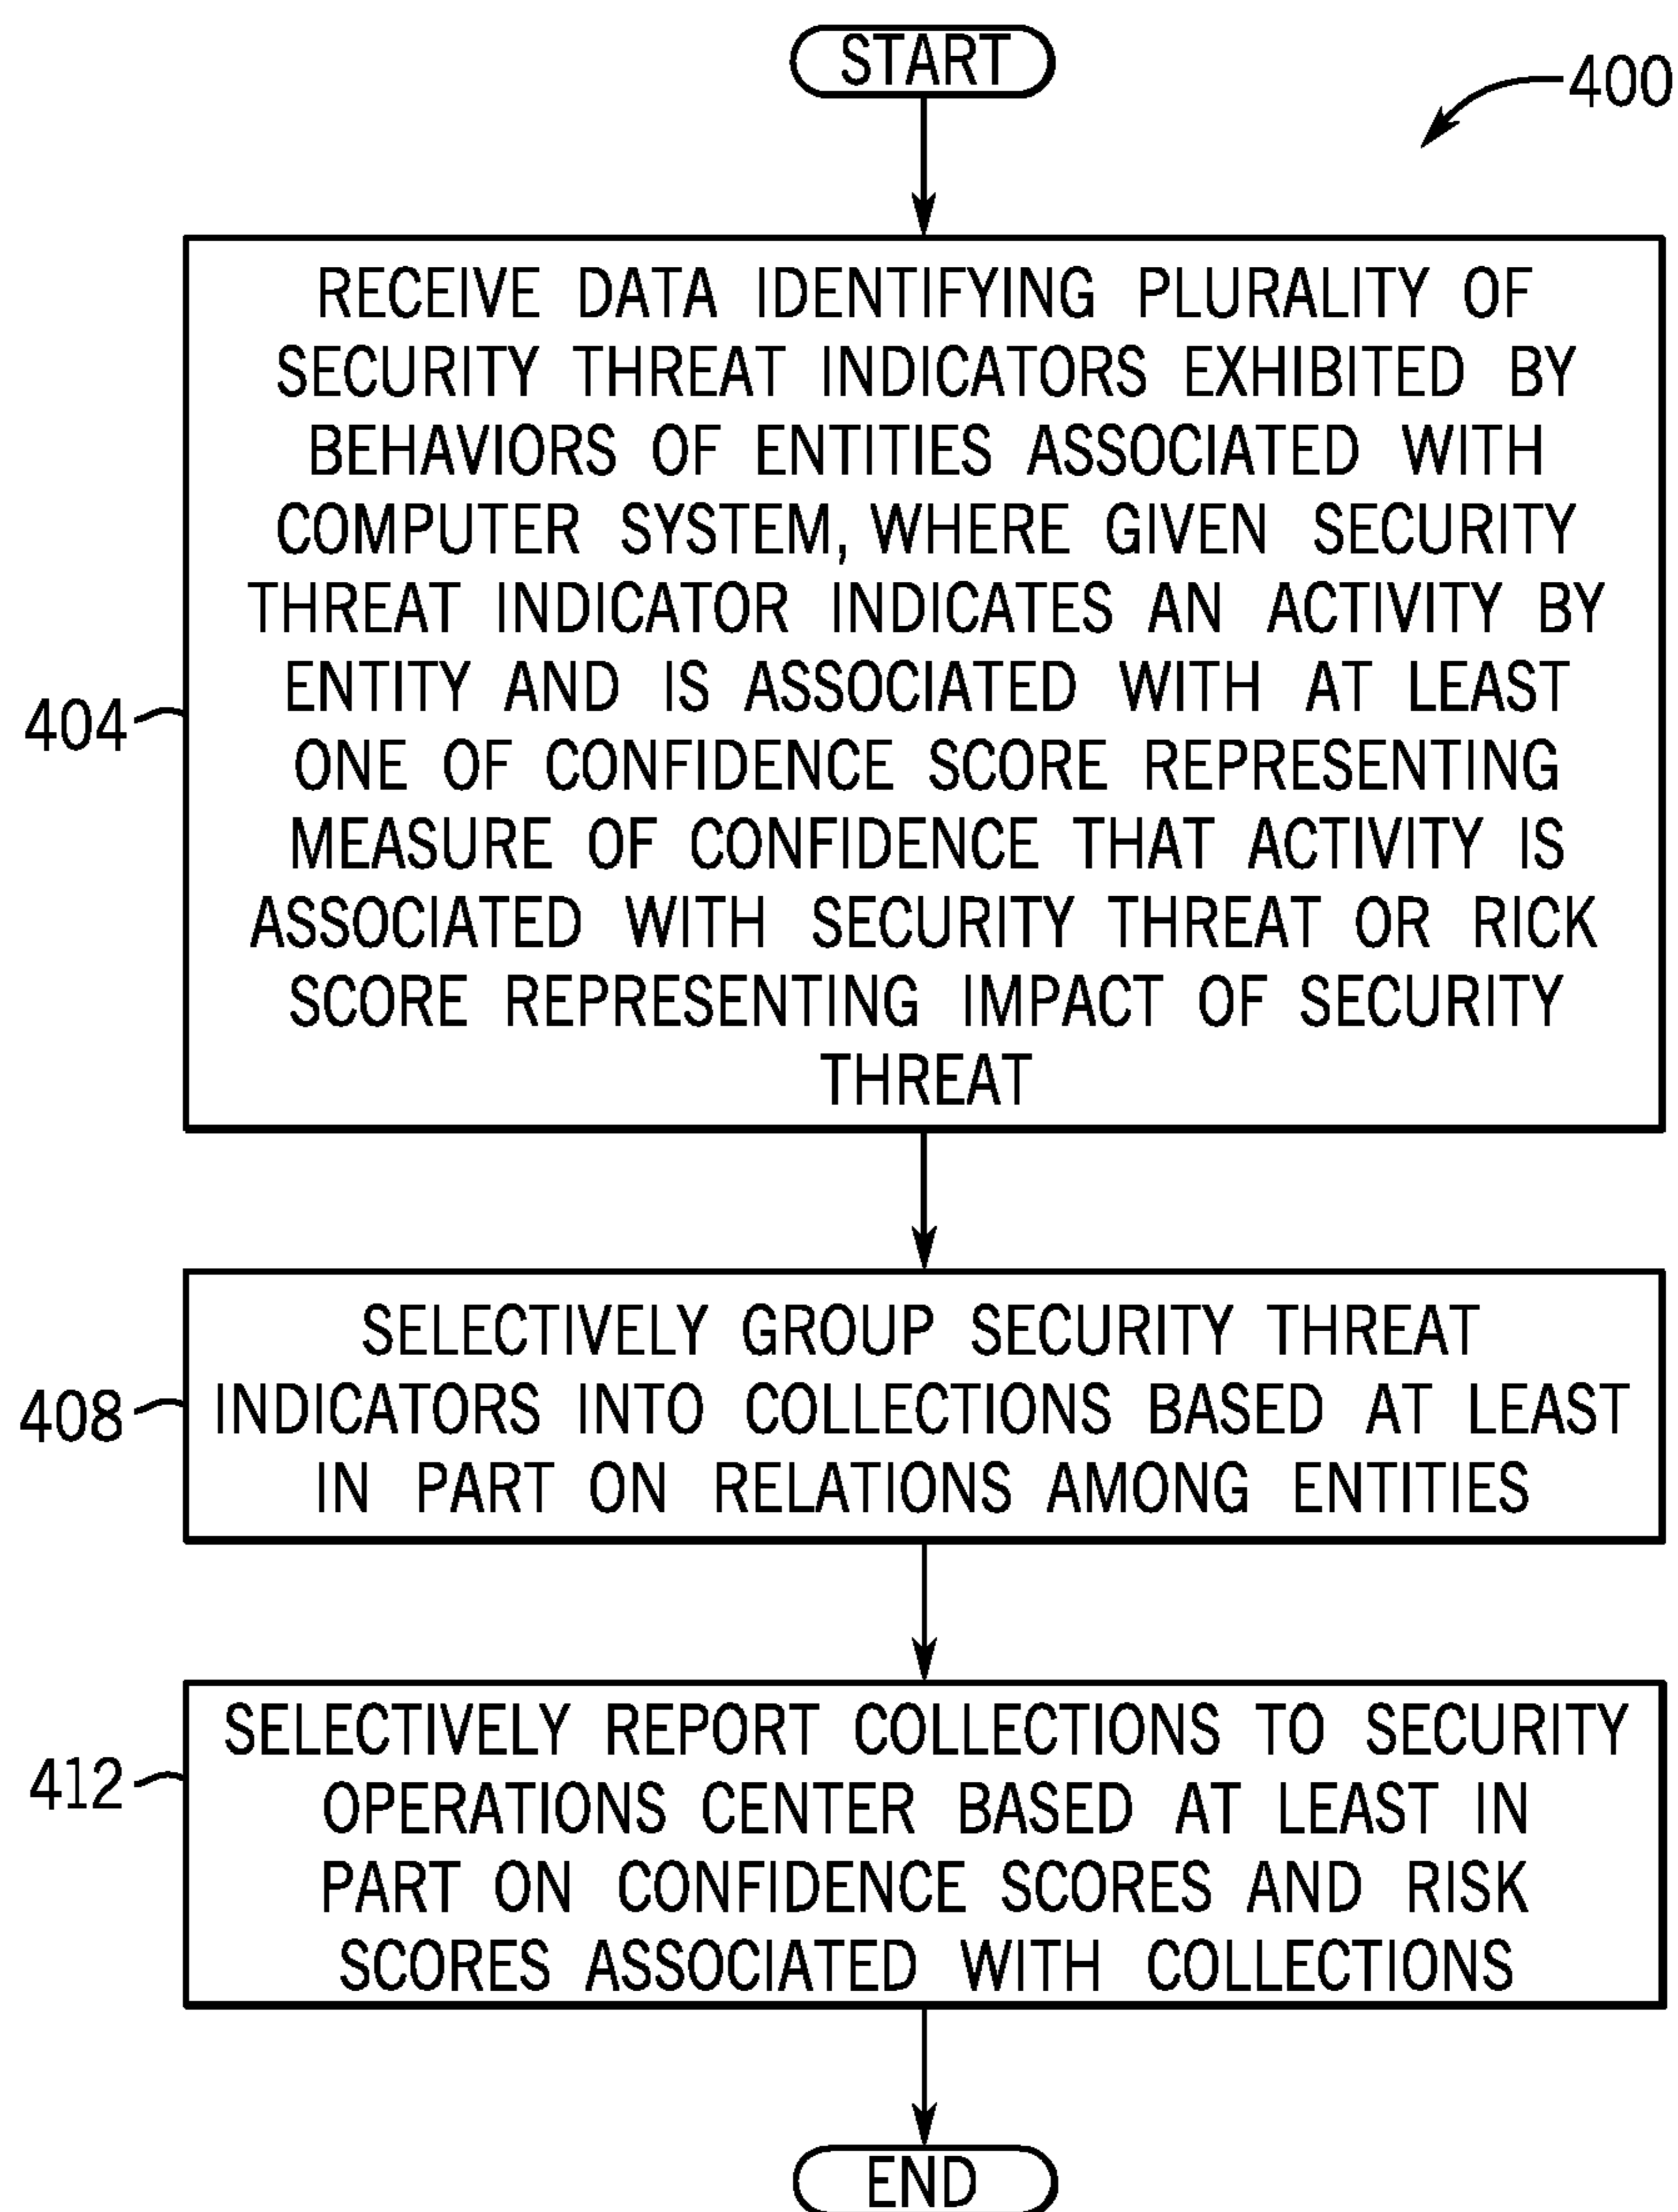 START
400
RECEIVE DATA IDENTIFYING PLURALITY OF
SECURITY THREAT INDICATORS EXHIBITED BY
BEHAVIORS OF ENTITIES ASSOCIATED WITH
COMPUTER SYSTEM, WHERE GIVEN SECURITY
THREAT INDICATOR INDICATES AN ACTIVITY BY
ENTITY AND IS ASSOCIATED WITH AT LEAST
ONE OF CONFIDENCE SCORE REPRESENTING
MEASURE OF CONFIDENCE THAT ACTIVITY IS
ASSOCIATED WITH SECURITY THREAT OR RICK
SCORE REPRESENTING IMPACT OF SECURITY
THREAT
404
SELECTIVELY GROUP SECURITY THREAT
INDICATORS INTO COLLECTIONS BASED AT LEAST
IN PART ON RELATIONS AMONG ENTITIES
408
SELECTIVELY REPORT COLLECTIONS TO SECURITY
OPERATIONS CENTER BASED AT LEAST IN
PART ON CONFIDENCE SCORES AND RISK
SCORES ASSOCIATED WITH COLLECTIONS
412
END